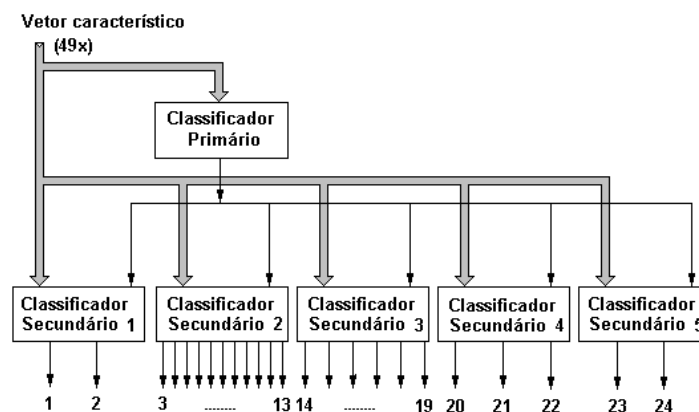 Vetor característico
(49x)
Classificador
Primário
Classificador
Secundário 1
Classificador
Secundário 2
Classificador
Secundário 3
Classificador
Secundário 4
Classificador
Secundário 5
1 2 3 ........ 13 14 ........ 19 20 21 22 23 24